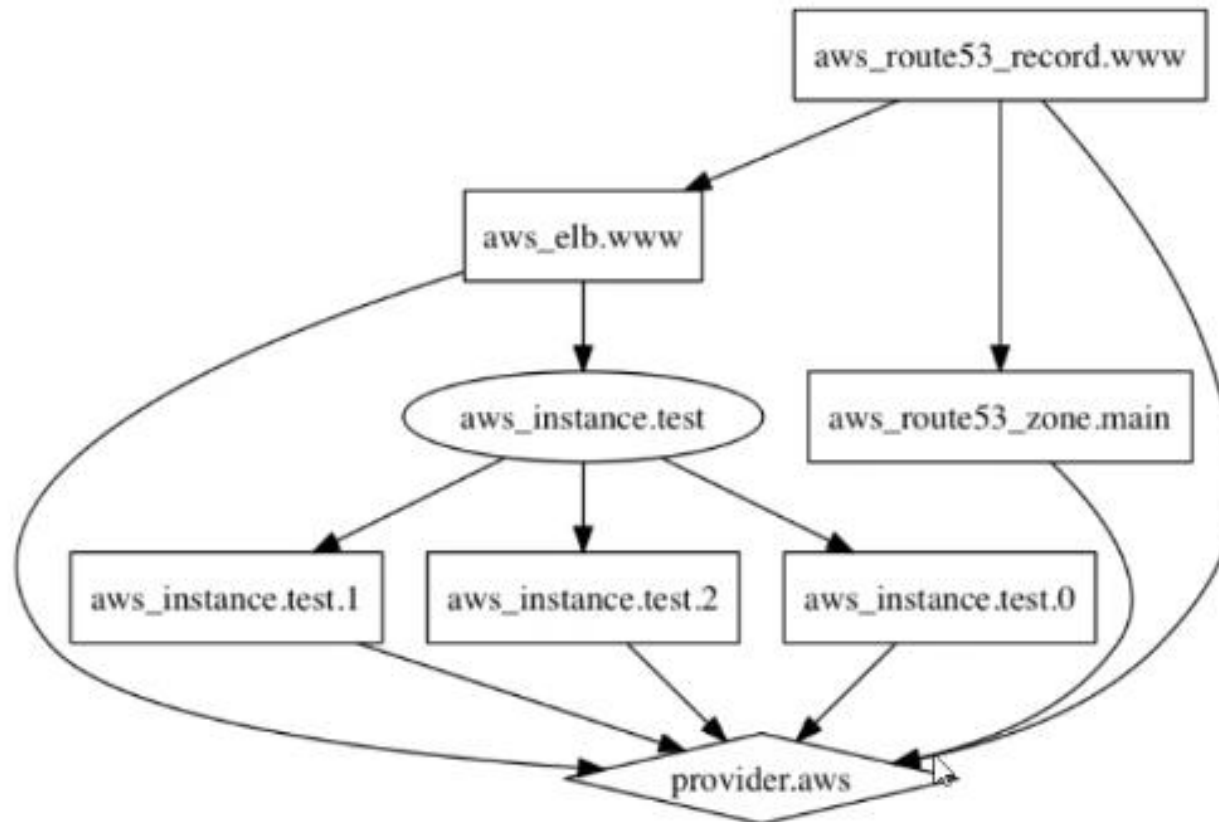 aws_route53_record.www
aws_elb.www
aws_instance.test
aws_route53_zone.main
aws_instance.test.1
aws_instance.test.2
aws_instance.test.0
provider.aws